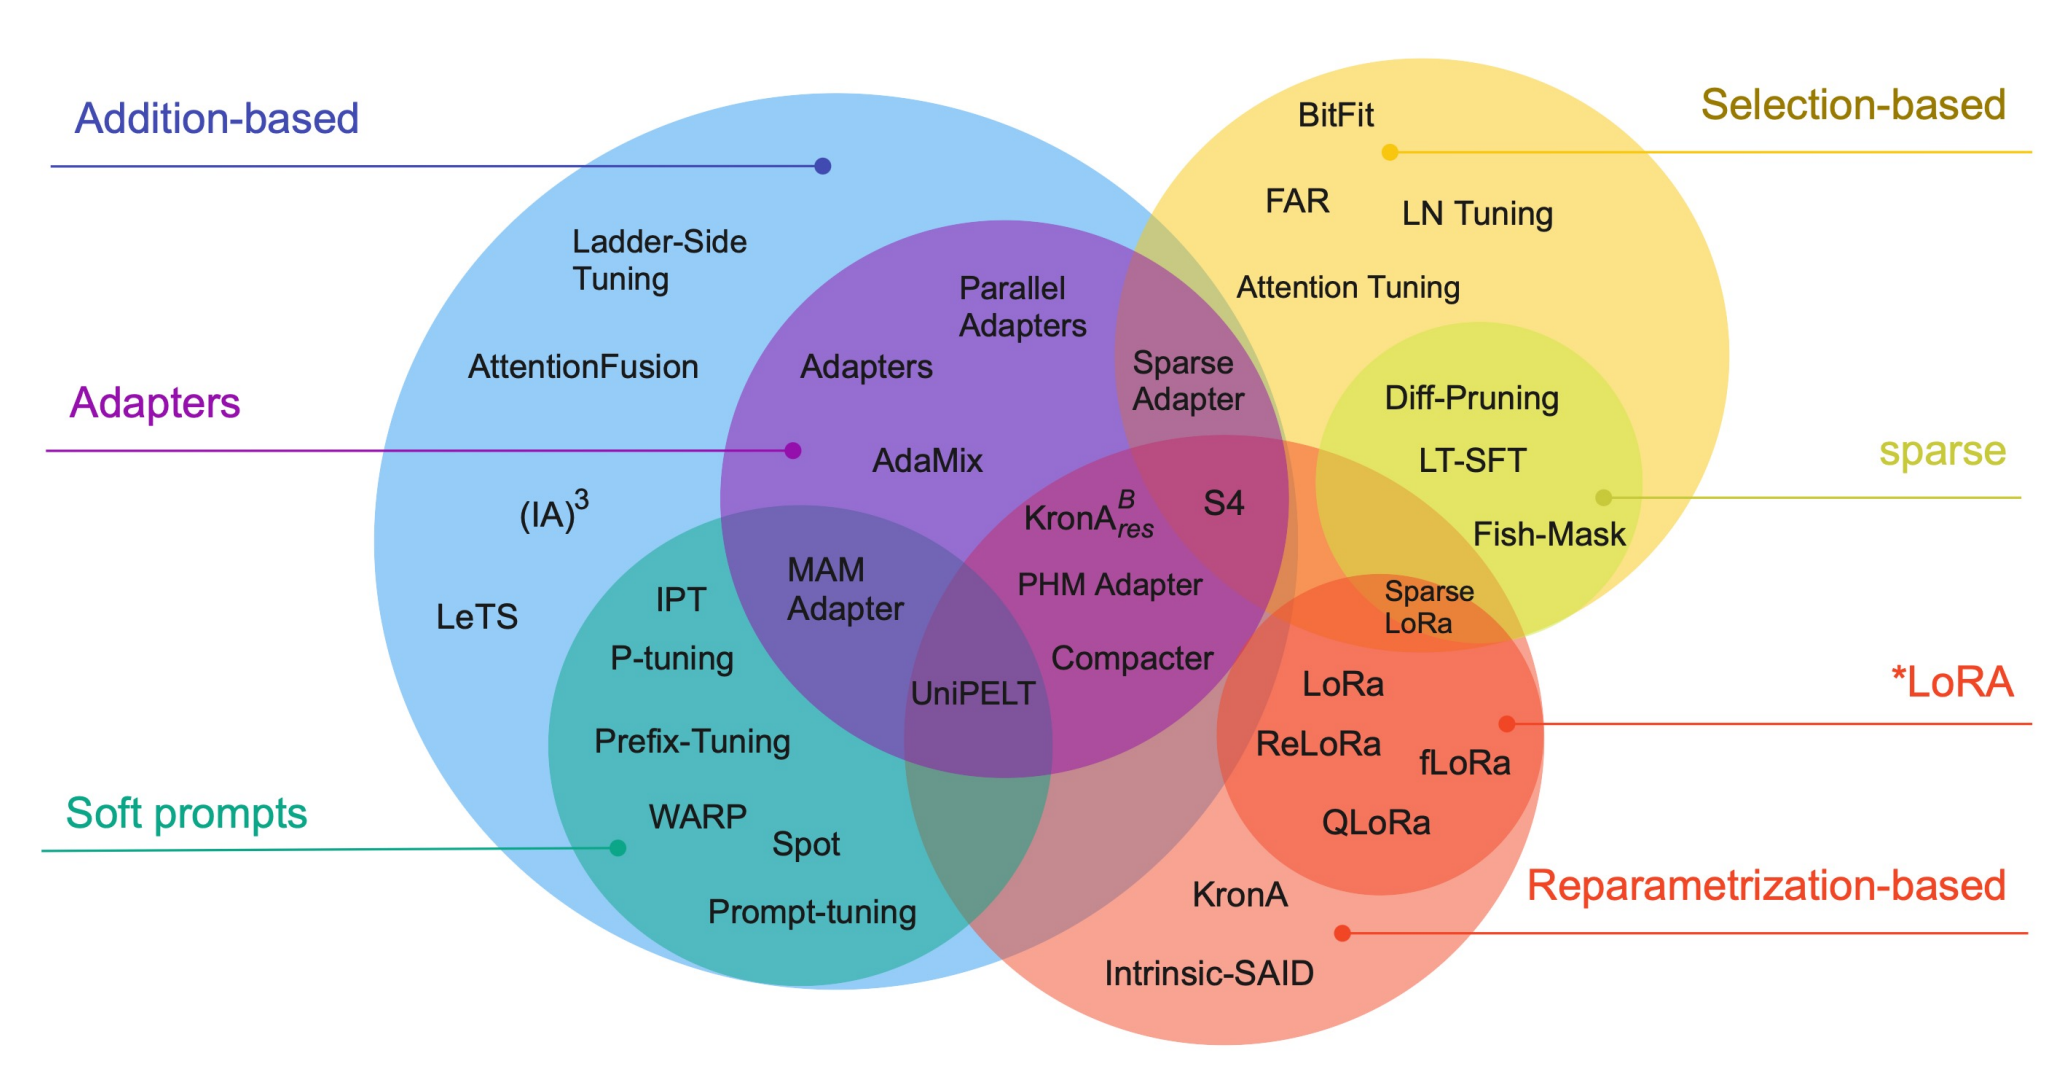 Addition-based
Selection-based
BitFit
FAR
LN Tuning
Ladder-Side
Tuning
Parallel
Adapters
Attention Tuning
AttentionFusion
Adapters
Sparse
Adapter
Adapters
Diff-Pruning
AdaMix
LT-SFT
sparse
(IA)³
KronA^B_res
S4
Fish-Mask
MAM
Adapter
IPT
PHM Adapter
Sparse
LoRa
LeTS
P-tuning
Compacter
UniPELT
LoRa
*LoRA
Prefix-Tuning
ReLoRa
fLoRa
Soft prompts
WARP
Spot
QLoRa
Prompt-tuning
KronA
Reparametrization-based
Intrinsic-SAID